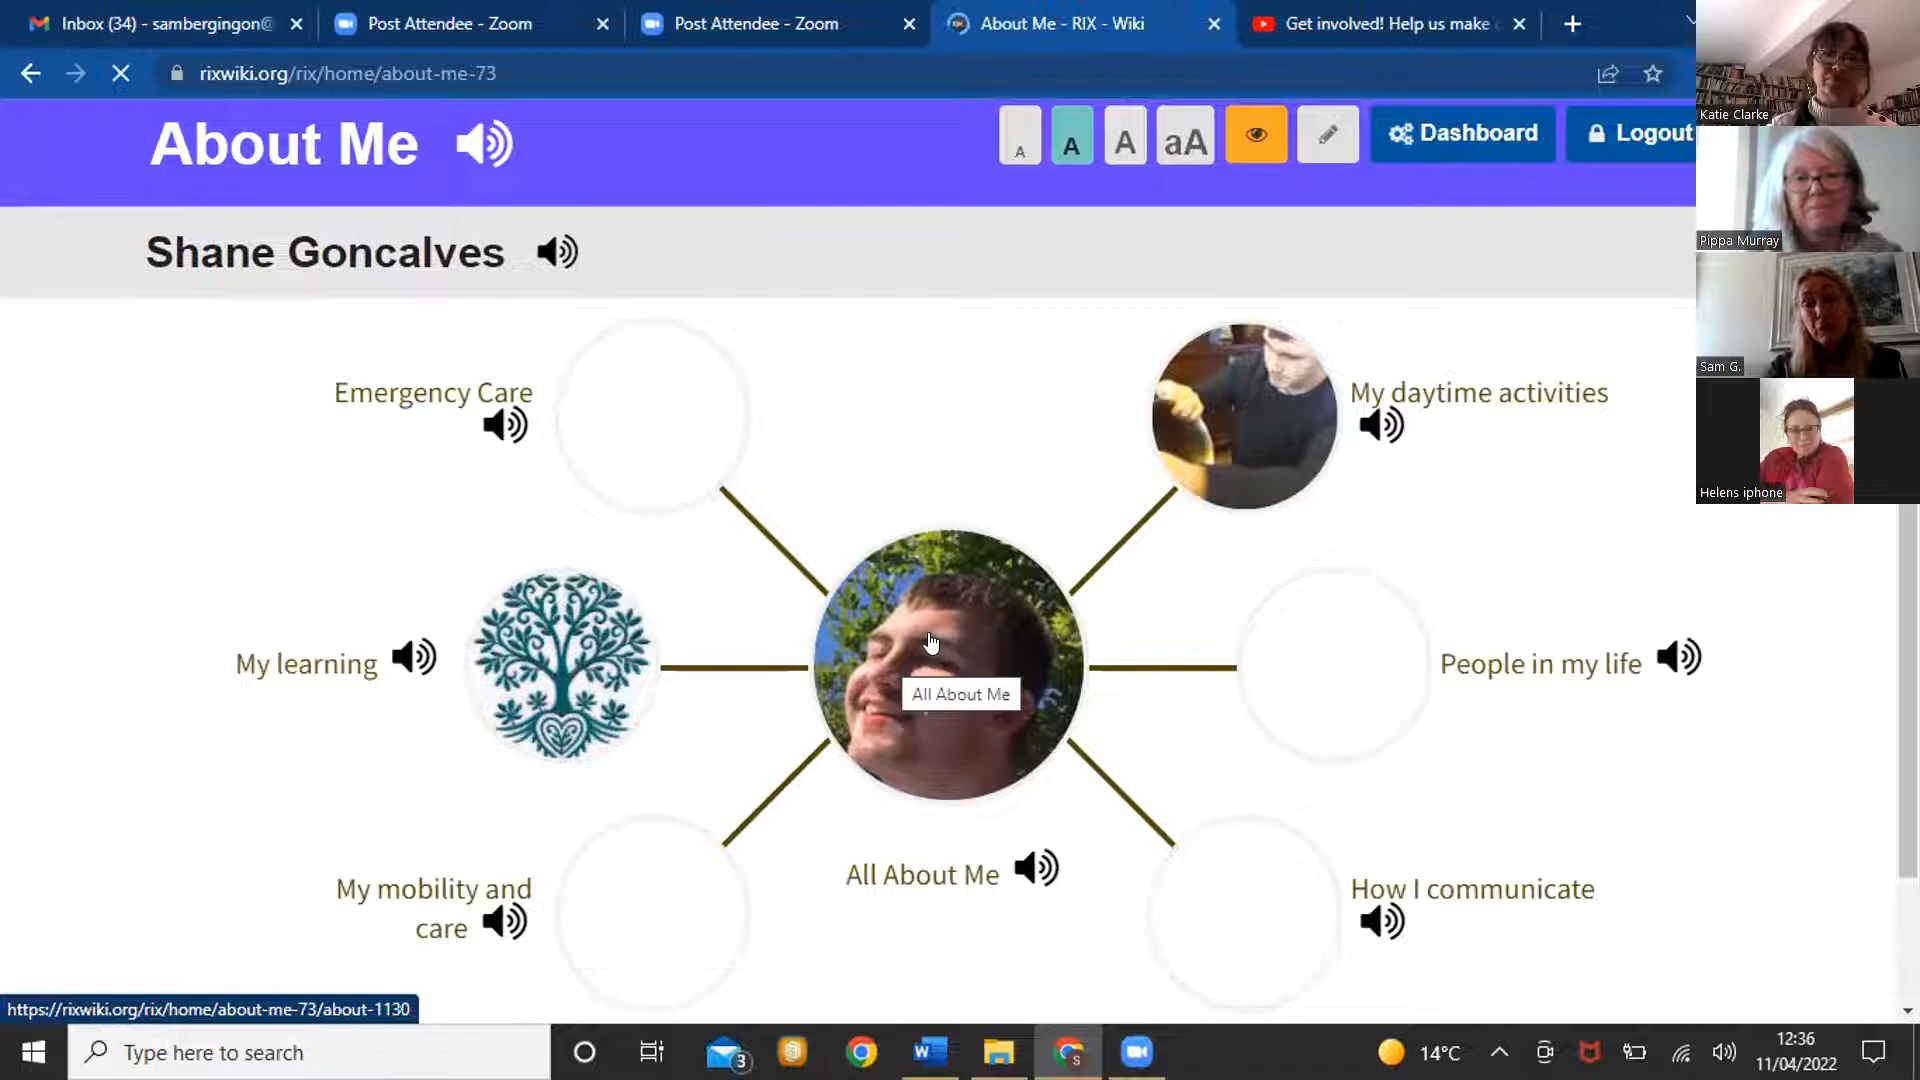 Inbox (34) - sambergingon@
Post Attendee - Zoom
Post Attendee - Zoom
About Me - RIX - Wiki
Get involved! Help us make
rixwiki.org/rix/home/about-me-73
Katie Clarke
About Me
A
A
A
aA
Dashboard
Logout
Pippa Murray
Shane Goncalves
Sam G.
Emergency Care
My daytime activities
Helens iphone
My learning
People in my life
All About Me
All About Me
My mobility and
care
How I communicate
https://rixwiki.org/rix/home/about-me-73/about-1130
Type here to search
3
W
S
14°C
12:36
11/04/2022